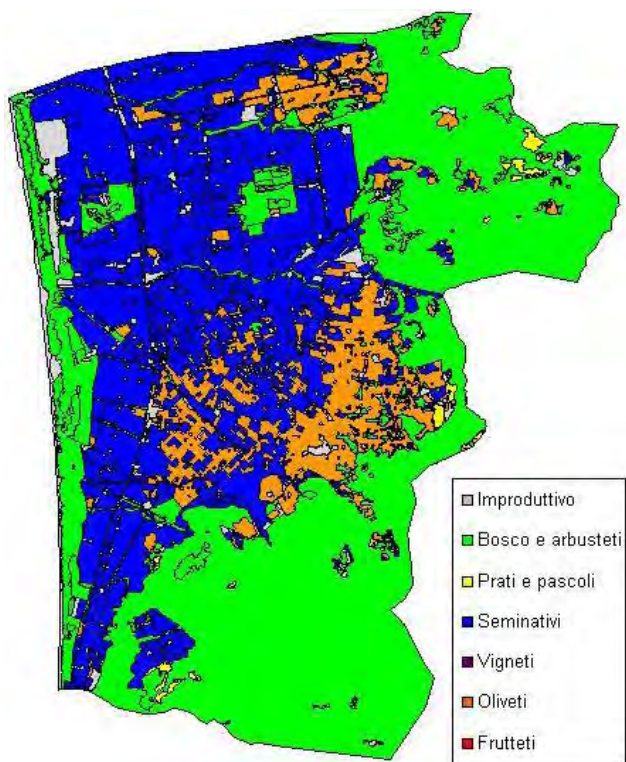 Improduttivo
Bosco e arbusteti
Prati e pascoli
Seminativi
Vigneti
Oliveti
Frutteti